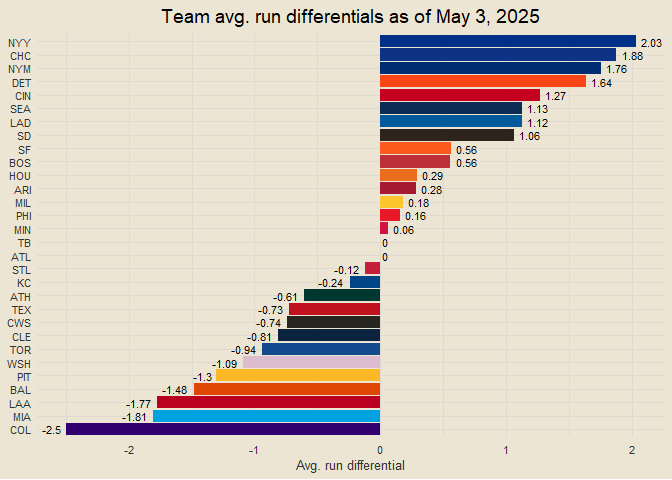 Team avg. run differentials as of May 3, 2025
NYY 2.03
CHC 1.88
NYM 1.76
DET 1.64
CIN 1.27
SEA 1.13
LAD 1.12
SD 1.06
SF 0.56
BOS 0.56
HOU 0.29
ARI 0.28
MIL 0.18
PHI 0.16
MIN 0.06
TB 0
ATL 0
STL -0.12
KC -0.24
ATH -0.61
TEX -0.73
CWS -0.74
CLE -0.81
TOR -0.94
WSH -1.09
PIT -1.3
BAL -1.48
LAA -1.77
MIA -1.81
COL -2.5
-2 -1 0 1 2
Avg. run differential